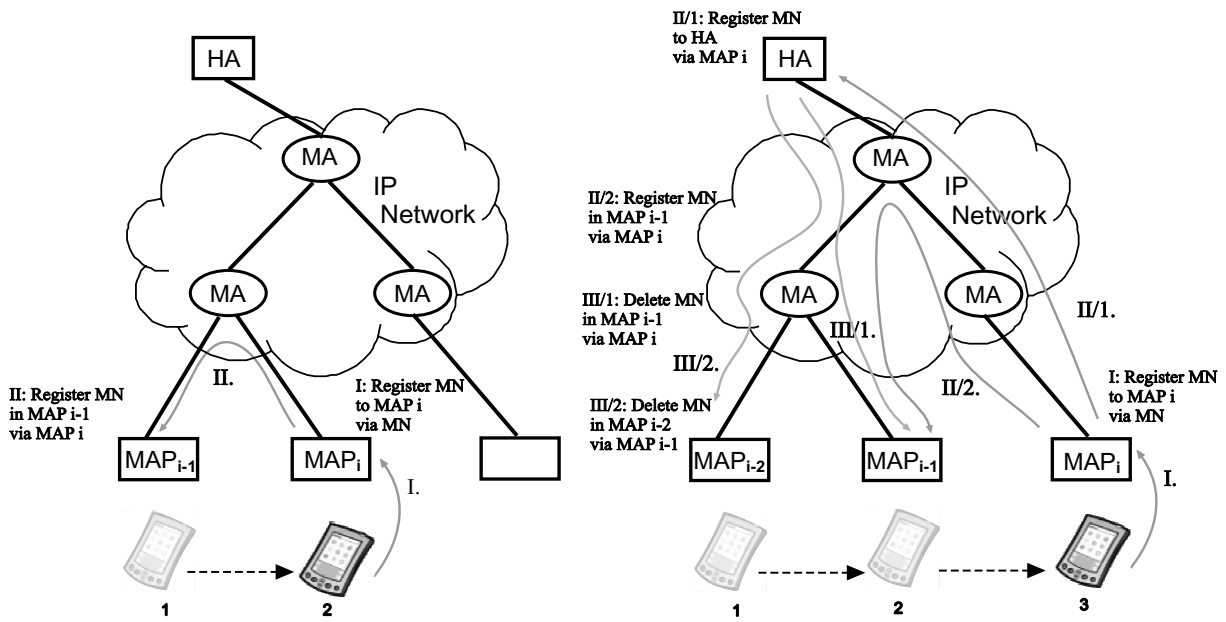 HA
MA
IP
Network
MA
MA
II.
II: Register MN
in MAP i-1
via MAP i
I: Register MN
to MAP i
via MN
MAPi-1
MAPi
I.
1
2
II/1: Register MN
to HA
via MAP i
HA
MA
IP
Network
II/2: Register MN
in MAP i-1
via MAP i
MA
MA
III/1: Delete MN
in MAP i-1
via MAP i
III/1.
II/1.
III/2.
II/2.
I: Register MN
to MAP i
via MN
III/2: Delete MN
in MAP i-2
via MAP i-1
MAPi-2
MAPi-1
MAPi
I.
1
2
3